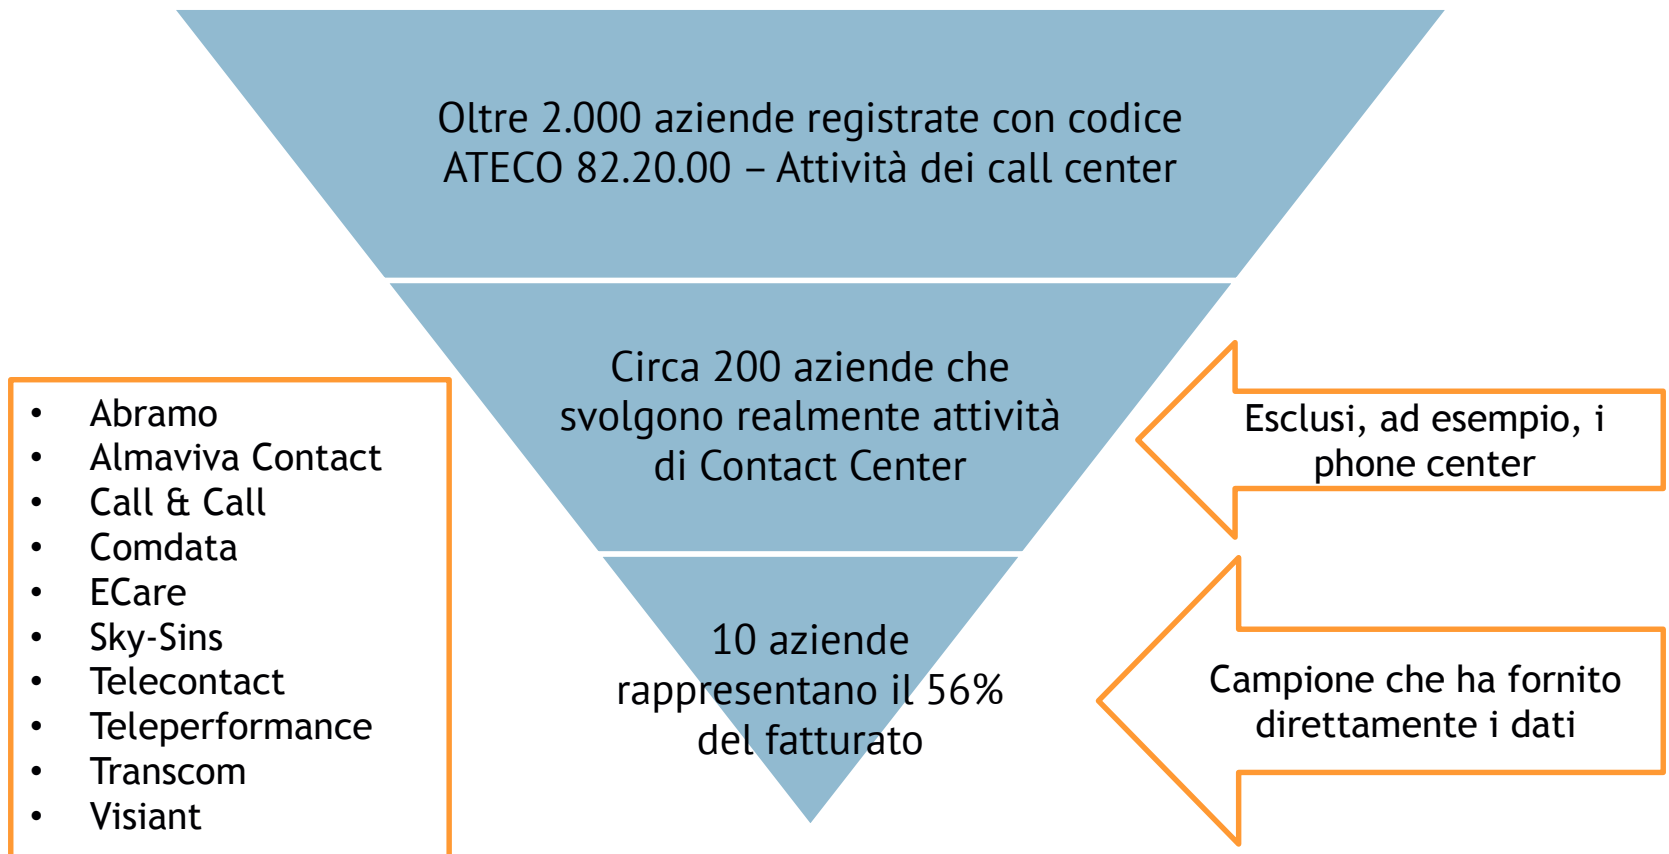 Oltre 2.000 aziende registrate con codice
ATECO 82.20.00 – Attività dei call center
Circa 200 aziende che
svolgono realmente attività
di Contact Center
Esclusi, ad esempio, i
phone center
• Abramo
• Almaviva Contact
• Call & Call
• Comdata
• ECare
• Sky-Sins
• Telecontact
• Teleperformance
• Transcom
• Visiant
10 aziende
rappresentano il 56%
del fatturato
Campione che ha fornito
direttamente i dati